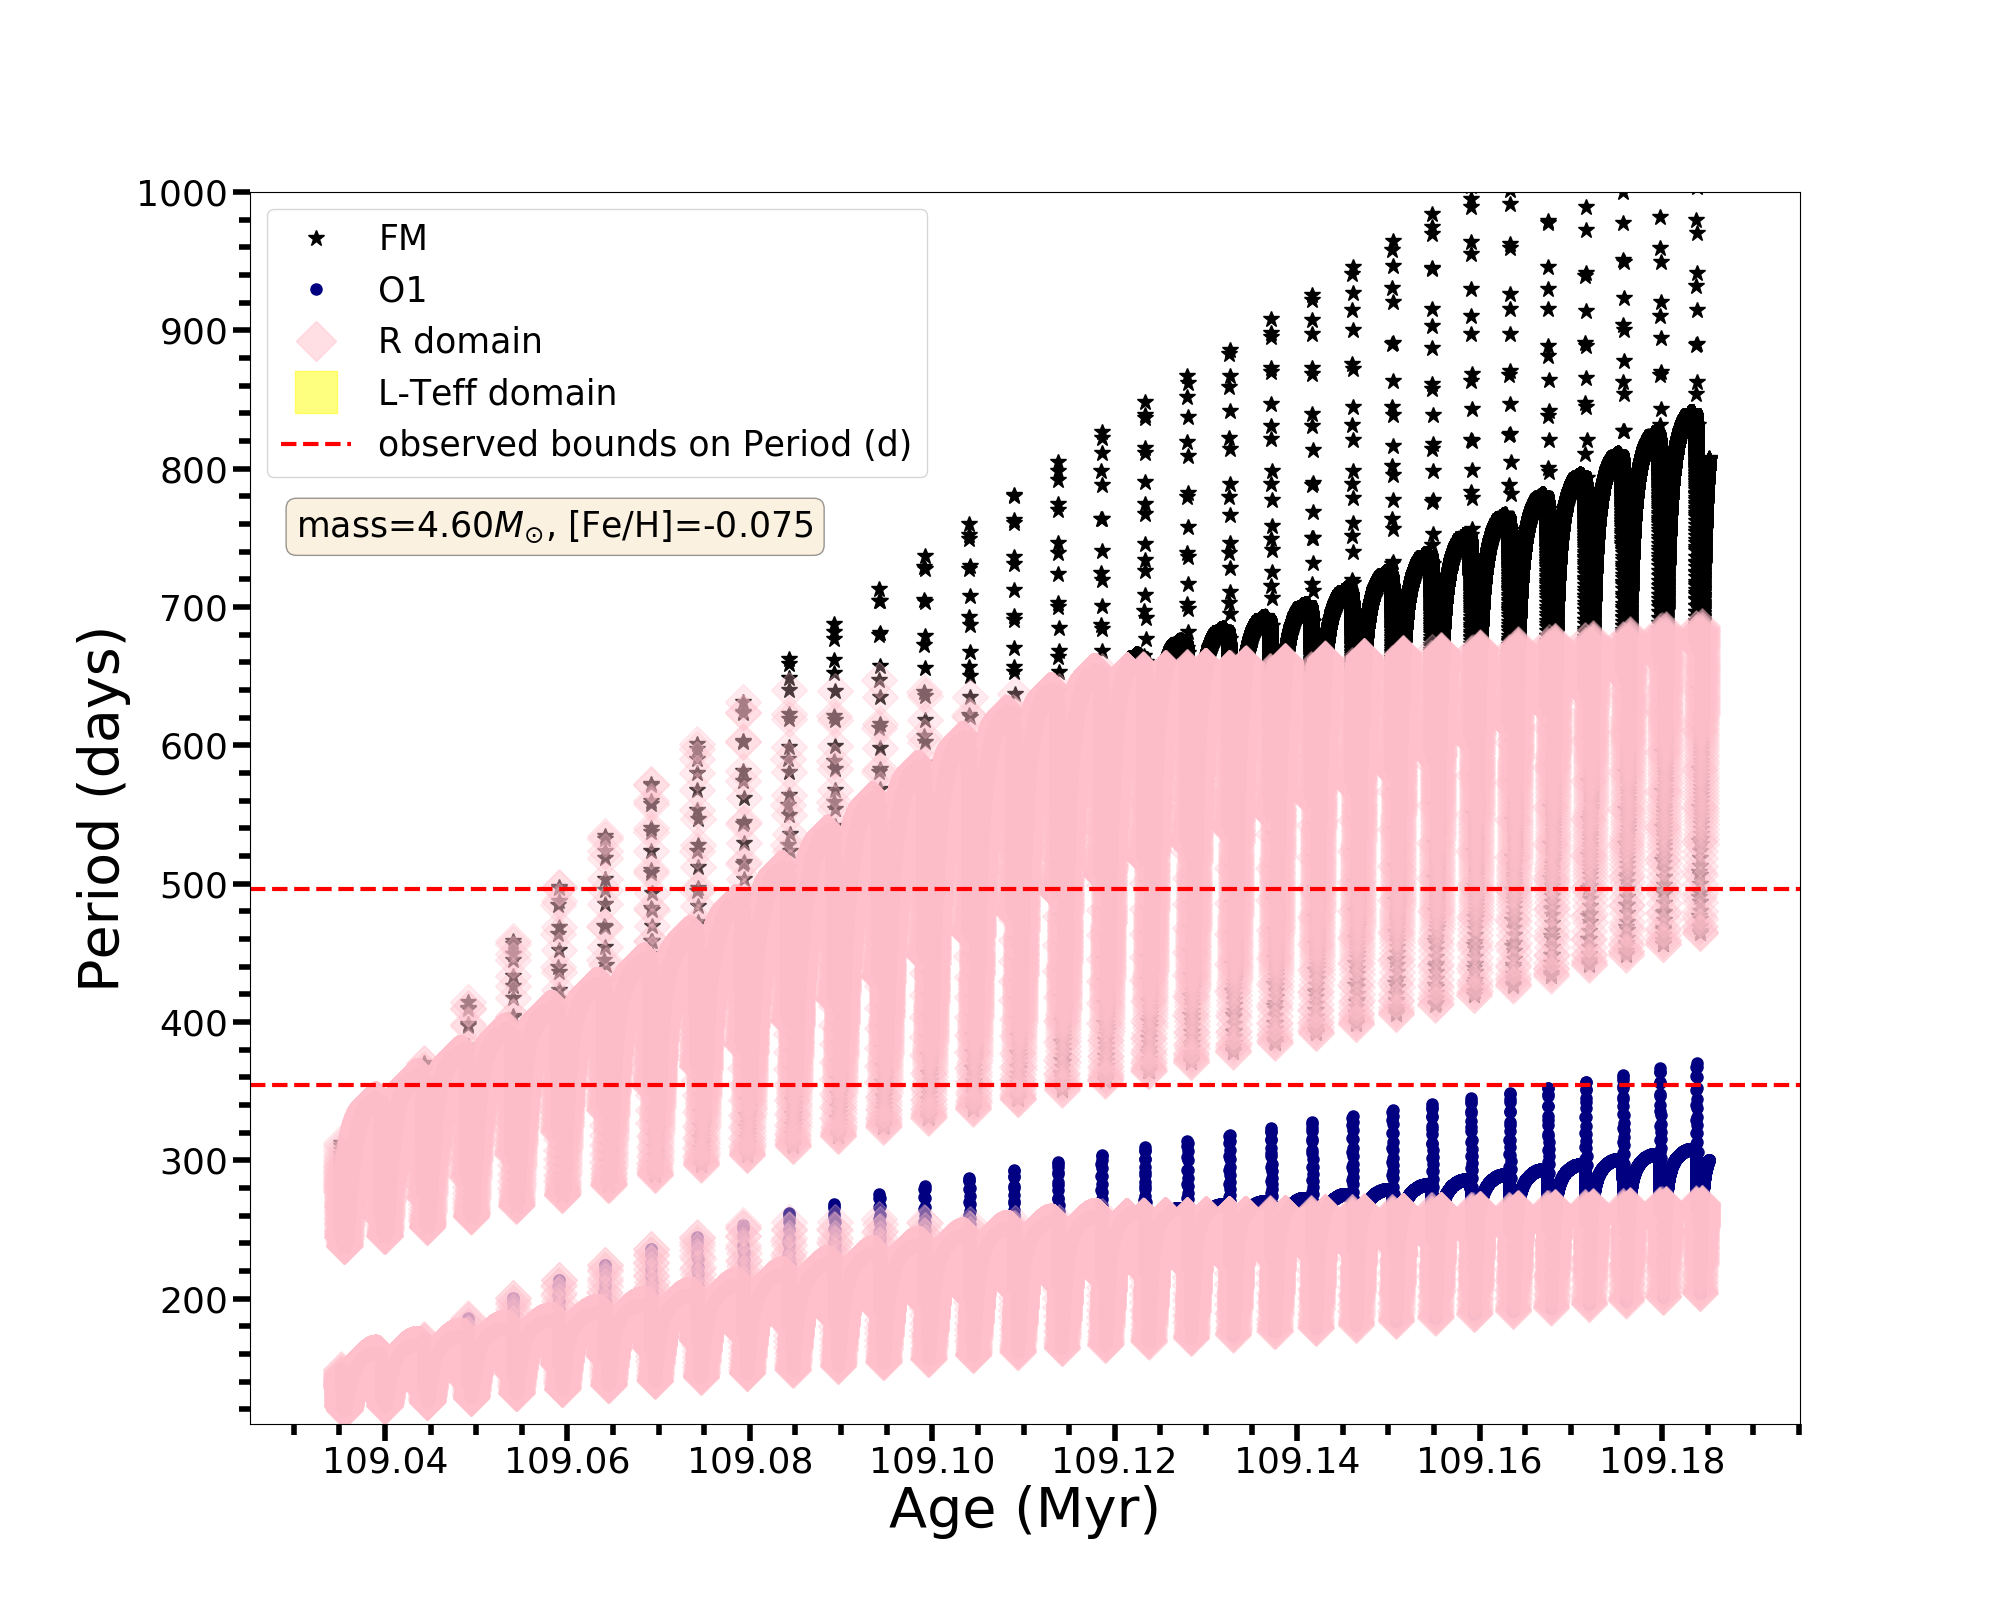 1000
900
800
700
600
500
400
300
200
Period (days)
FM
O1
R domain
L-Teff domain
observed bounds on Period (d)
mass=4.60M⊙, [Fe/H]=-0.075
109.04 109.06 109.08 109.10 109.12 109.14 109.16 109.18
Age (Myr)